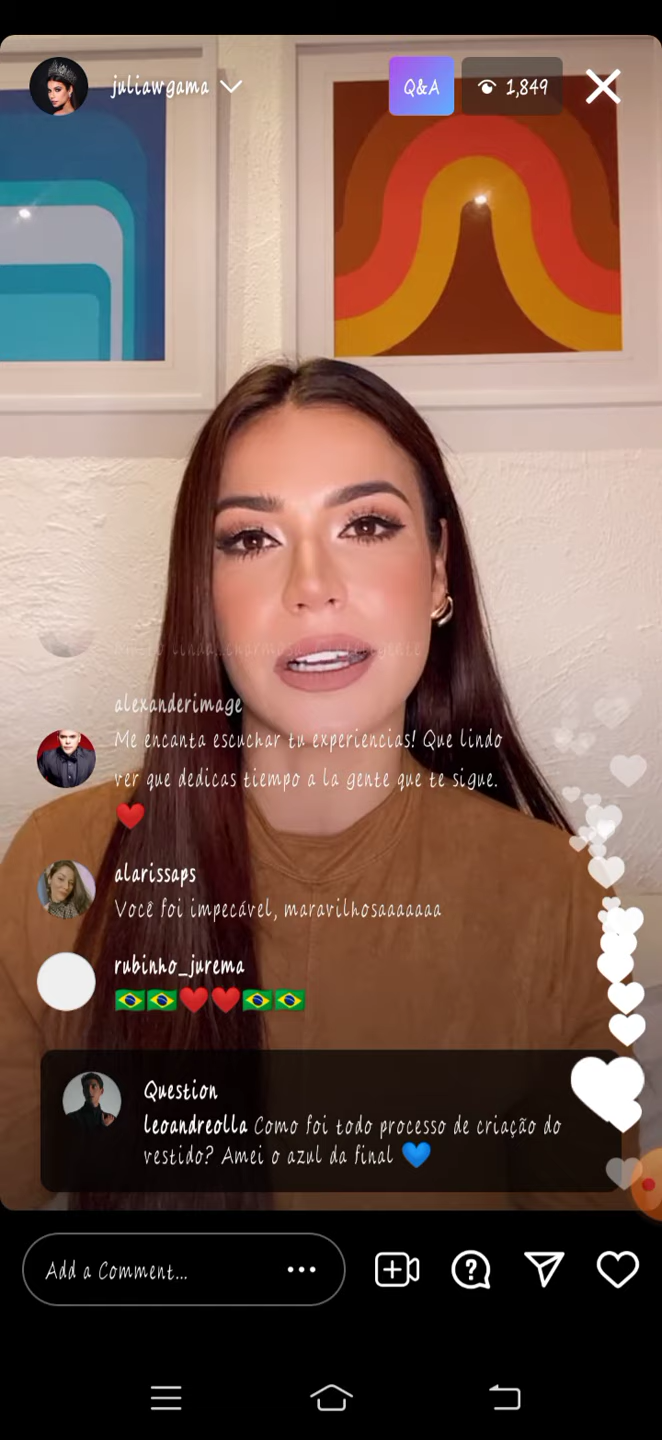 juliawgama
Q&A
1,849
alexanderimage
Me encanta escuchar tu experiencias! Que lindo
ver que dedicas tiempo a la gente que te sigue.
❤️
alarissaps
Você foi impecável, maravilhosaaaaaaa
rubinho_jurema
🇧🇷🇧🇷❤️❤️🇧🇷🇧🇷
Question
leoandreolla Como foi todo processo de criação do
vestido? Amei o azul da final 💙
Add a Comment...